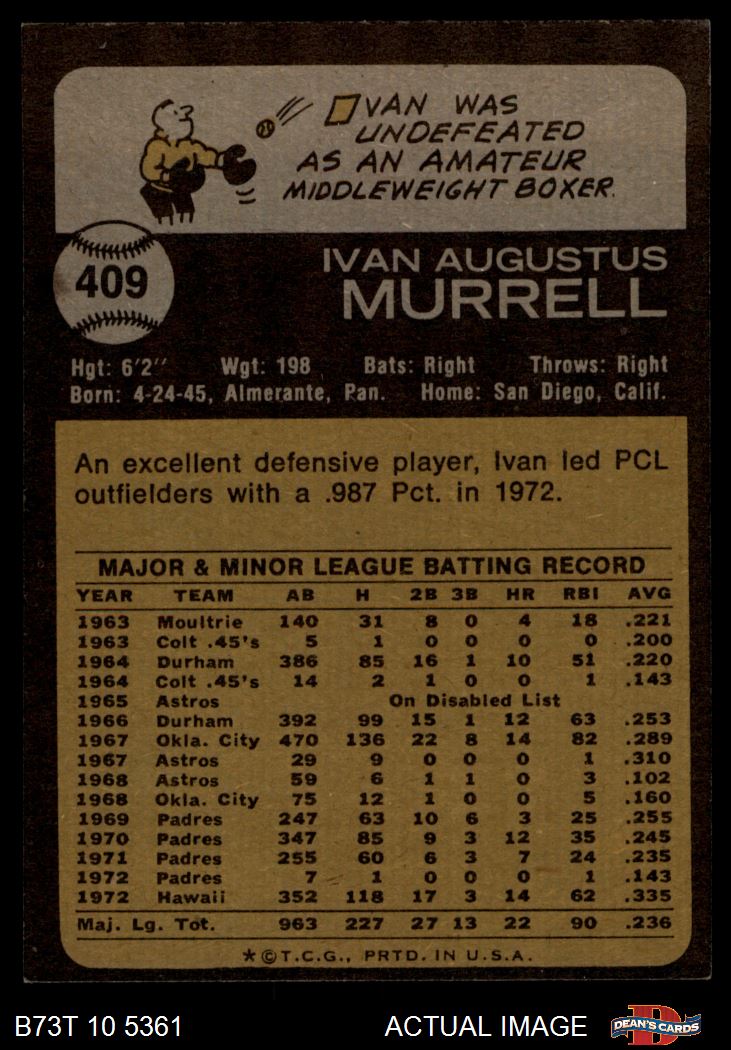 IVAN WAS
UNDEFEATED
AS AN AMATEUR
MIDDLEWEIGHT BOXER.
409
IVAN AUGUSTUS
MURRELL
Hgt: 6'2" Wgt: 198 Bats: Right Throws: Right
Born: 4-24-45, Almerante, Pan. Home: San Diego, Calif.
An excellent defensive player, Ivan led PCL
outfielders with a .987 Pct. in 1972.
MAJOR & MINOR LEAGUE BATTING RECORD
YEAR TEAM AB H 2B 3B HR RBI AVG
1963 Moultrie 140 31 8 0 4 18 .221
1963 Colt .45's 5 1 0 0 0 0 .200
1964 Durham 386 85 16 1 10 51 .220
1964 Colt .45's 14 2 1 0 0 1 .143
1965 Astros On Disabled List
1966 Durham 392 99 15 1 12 63 .253
1967 Okla. City 470 136 22 8 14 82 .289
1967 Astros 29 9 0 0 0 1 .310
1968 Astros 59 6 1 1 0 3 .102
1968 Okla. City 75 12 1 0 0 5 .160
1969 Padres 247 63 10 6 3 25 .255
1970 Padres 347 85 9 3 12 35 .245
1971 Padres 255 60 6 3 7 24 .235
1972 Padres 7 1 0 0 0 1 .143
1972 Hawaii 352 118 17 3 14 62 .335
Maj. Lg. Tot. 963 227 27 13 22 90 .236
*©T.C.G., PRTD. IN U.S.A.
B73T 10 5361 ACTUAL IMAGE
D
DEAN'S CARDS